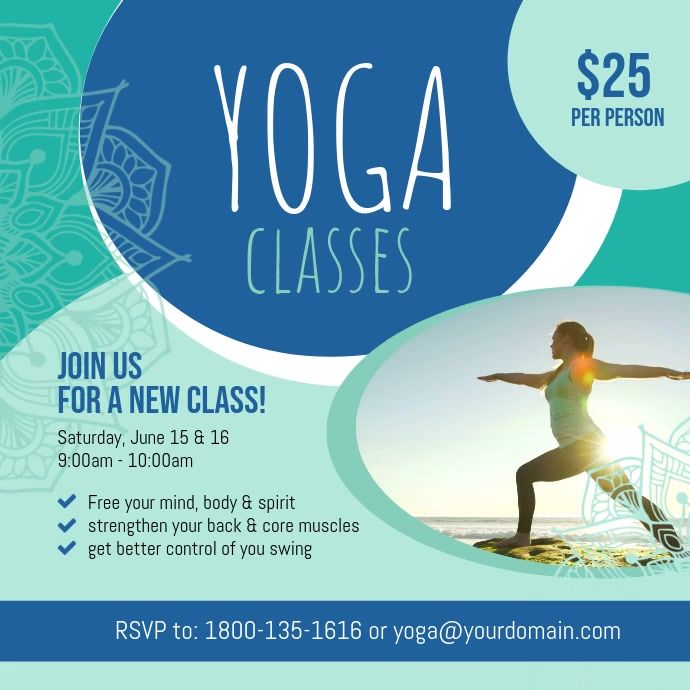 YOGA
CLASSES
$25
PER PERSON
JOIN US
FOR A NEW CLASS!
Saturday, June 15 & 16
9:00am - 10:00am
Free your mind, body & spirit
strengthen your back & core muscles
get better control of you swing
RSVP to: 1800-135-1616 or yoga@yourdomain.com